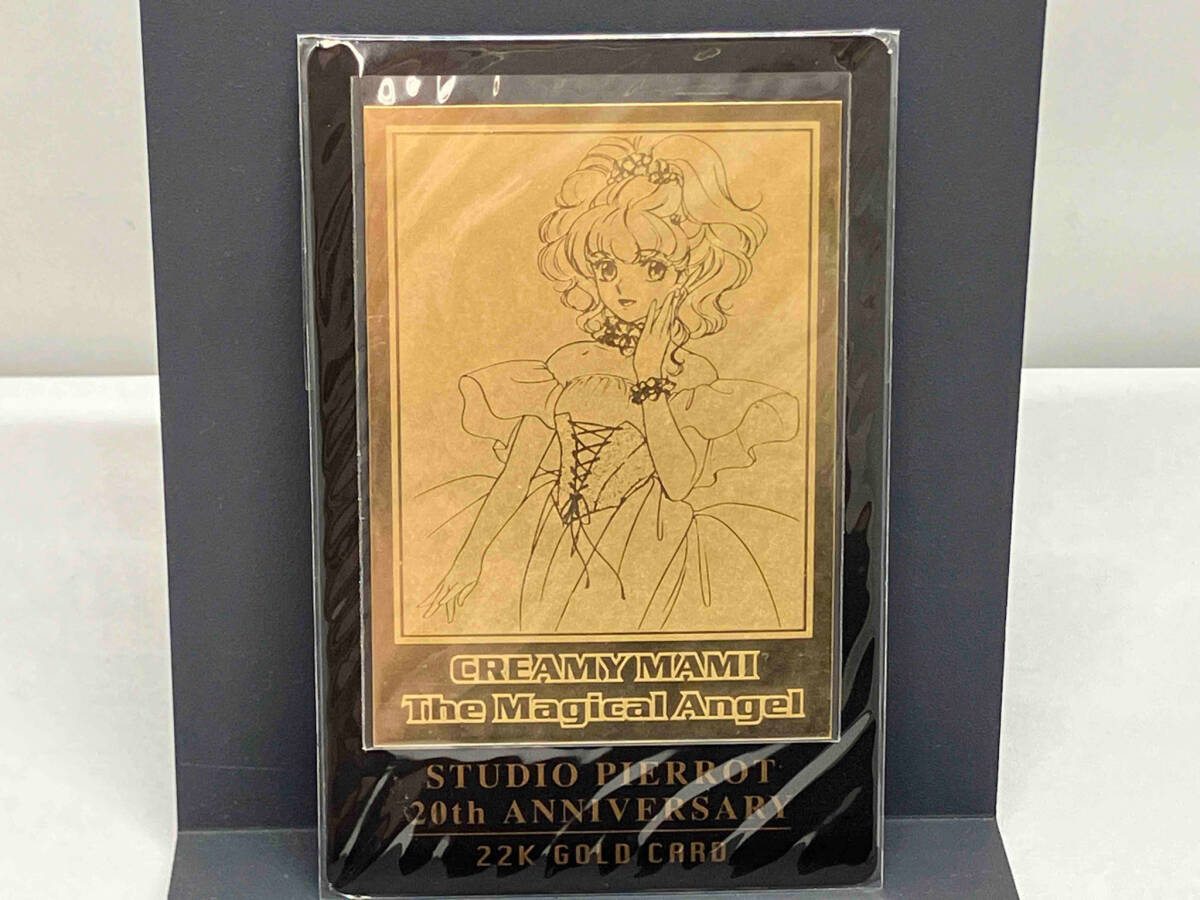 CREAMY MAMI
The Magical Angel
STUDIO PIERROT
20th ANNIVERSARY
22K GOLD CARD